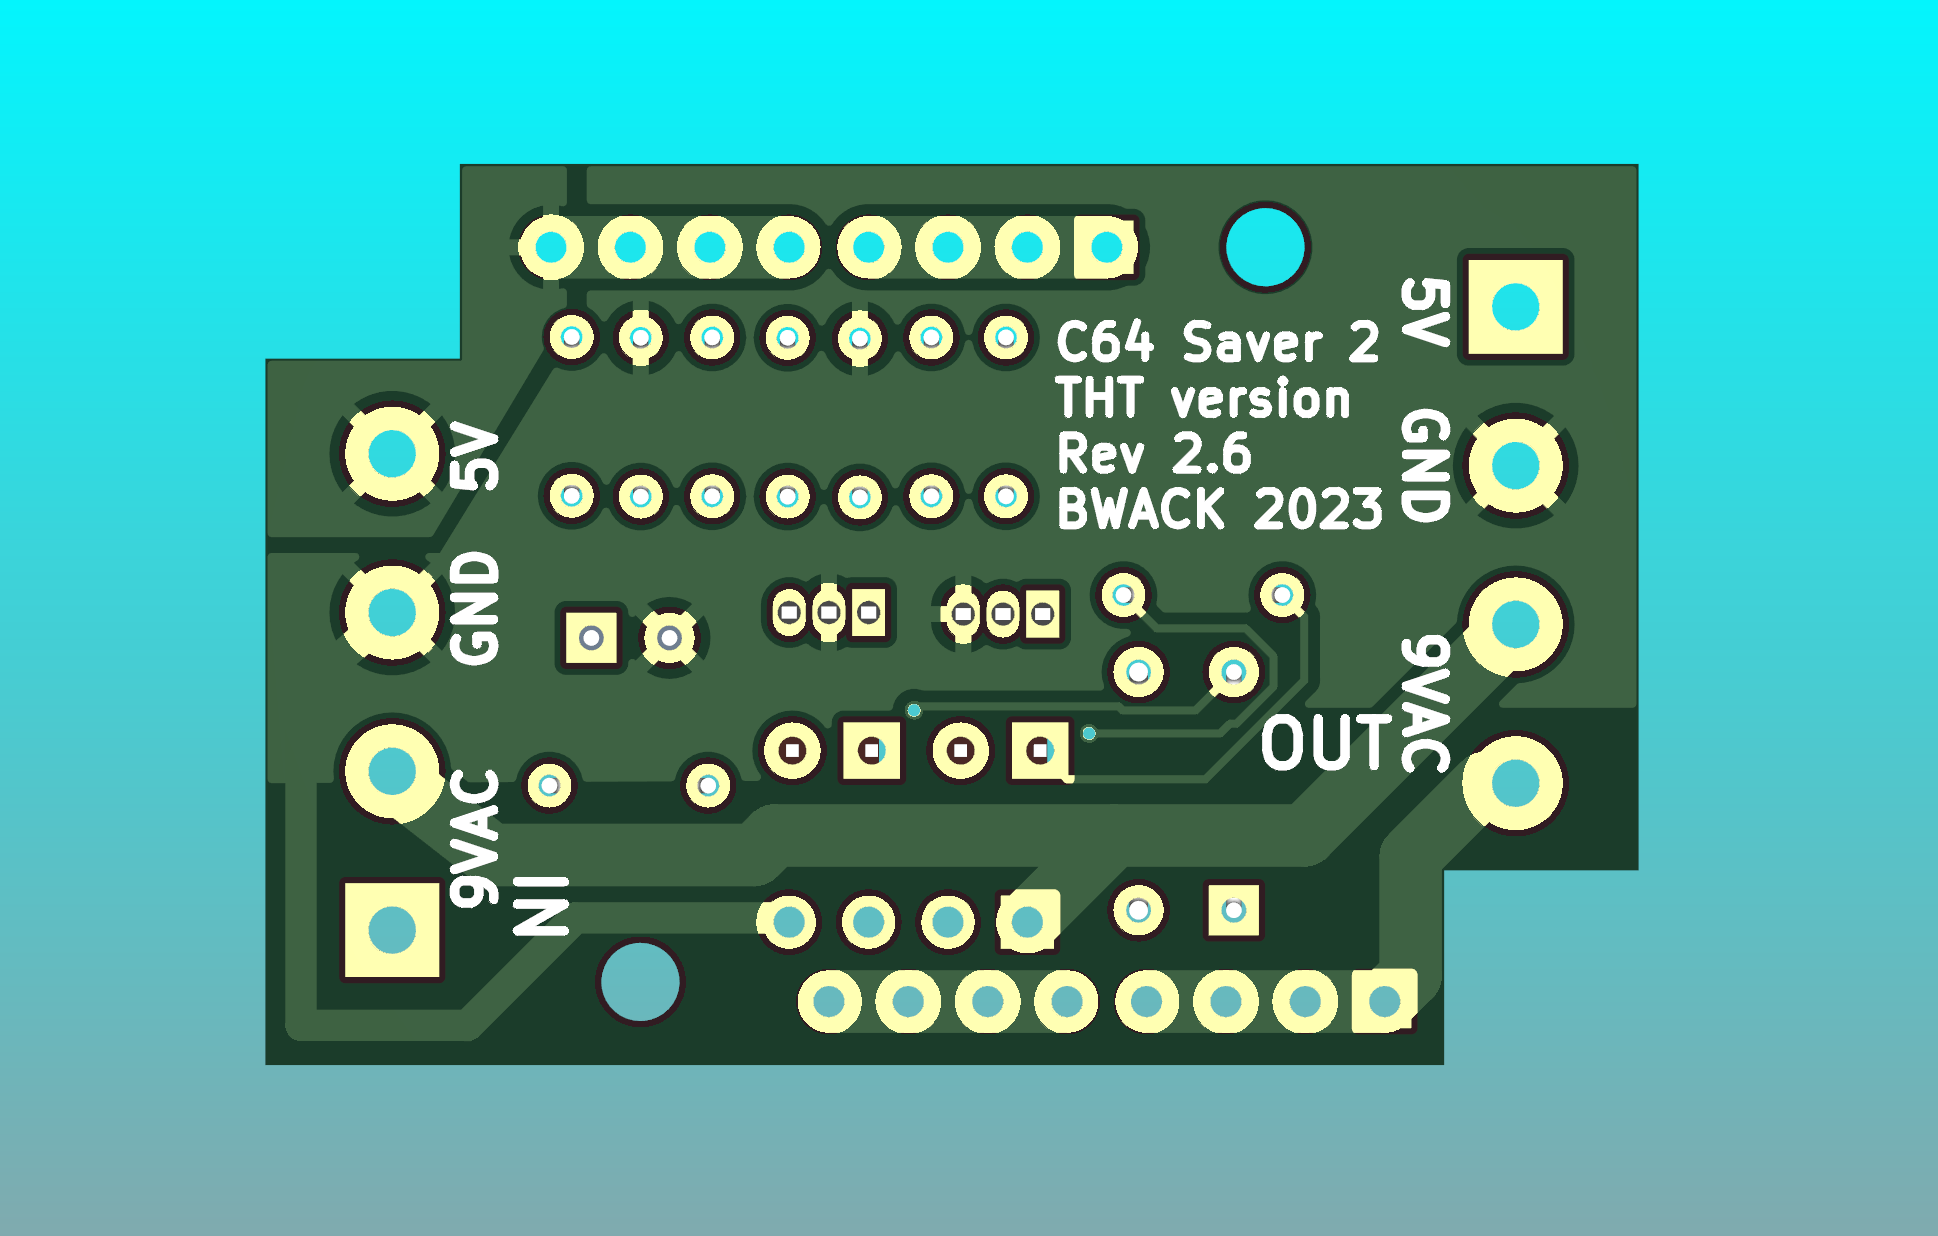 C64 Saver 2
THT version
Rev 2.6
BWACK 2023
5V
GND
9VAC
OUT
5V
GND
9VAC
IN